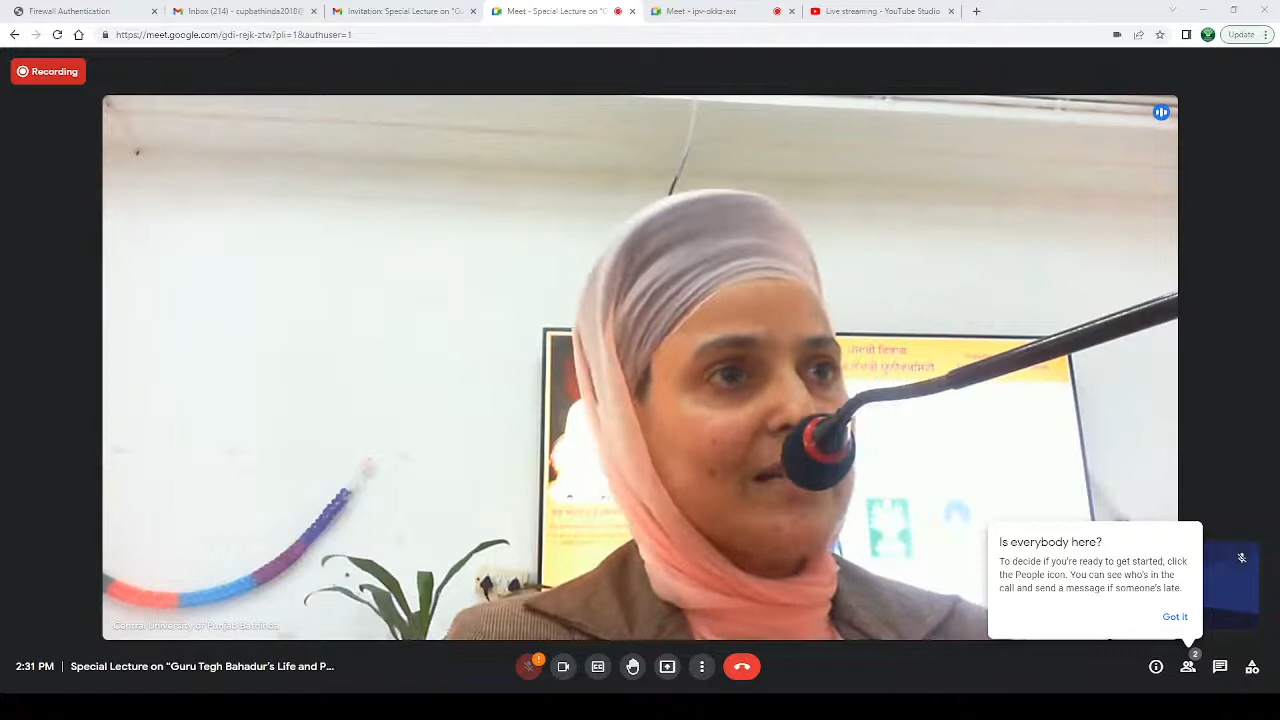 Firewall Authentication
Inbox (214) - cupbathinda2018@
Invitation: Special Lecture on "Gu
Meet - Special Lecture on "G
Meet - ipv-okkz-axr
Live streaming - YouTube Studio
https://meet.google.com/gdi-rejk-ztw?pli=1&authuser=1
Update
Recording
ਪੰਜਾਬੀ ਵਿਭਾਗ
Is everybody here?
To decide if you're ready to get started, click
the People icon. You can see who's in the
call and send a message if someone's late.
Got it
Central University of Punjab Bathinda
2:31 PM | Special Lecture on "Guru Tegh Bahadur's Life and P...
2